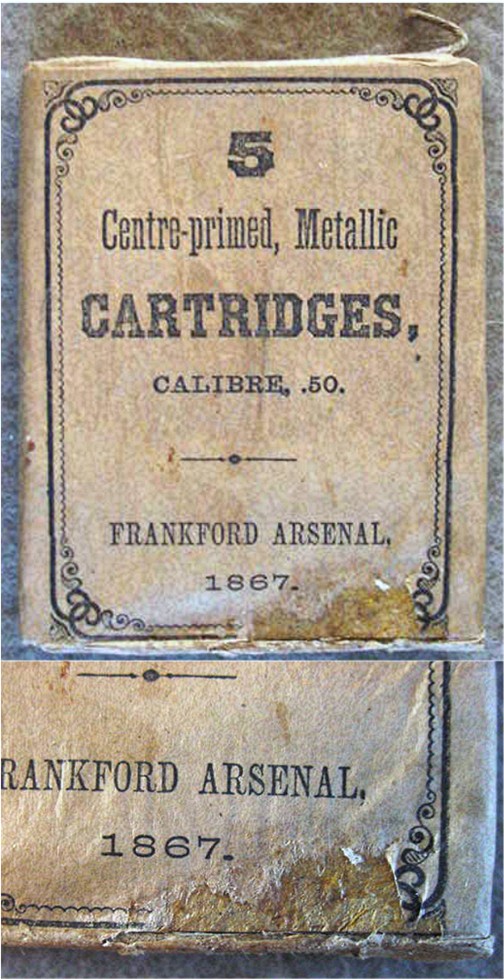 5
Centre-primed, Metallic
CARTRIDGES,
CALIBRE, .50.
FRANKFORD ARSENAL,
1867.
RANKFORD ARSENAL,
1867.